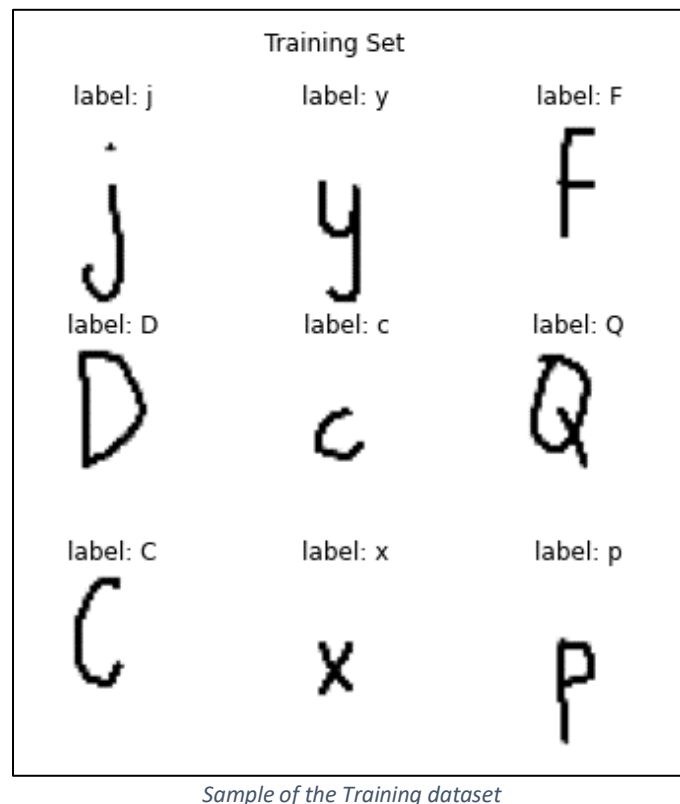 Training Set
label: j label: y label: F
j y F
label: D label: c label: Q
D c Q
label: C label: x label: p
C x p
Sample of the Training dataset